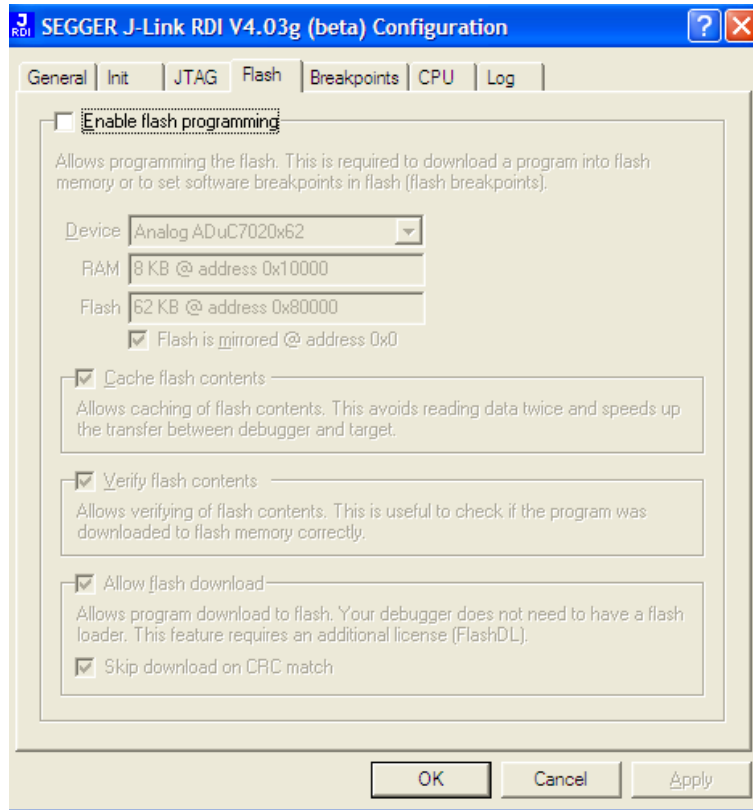 J
RDI
SEGGER J-Link RDI V4.03g (beta) Configuration
?
General Init JTAG Flash Breakpoints CPU Log
Enable flash programming
Allows programming the flash. This is required to download a program into flash
memory or to set software breakpoints in flash (flash breakpoints).
Device Analog ADuC7020x62
RAM 8 KB @ address 0x10000
Flash 62 KB @ address 0x80000
Flash is mirrored @ address 0x0
Cache flash contents
Allows caching of flash contents. This avoids reading data twice and speeds up
the transfer between debugger and target.
Verify flash contents
Allows verifying of flash contents. This is useful to check if the program was
downloaded to flash memory correctly.
Allow flash download
Allows program download to flash. Your debugger does not need to have a flash
loader. This feature requires an additional license (FlashDL).
Skip download on CRC match
OK Cancel Apply